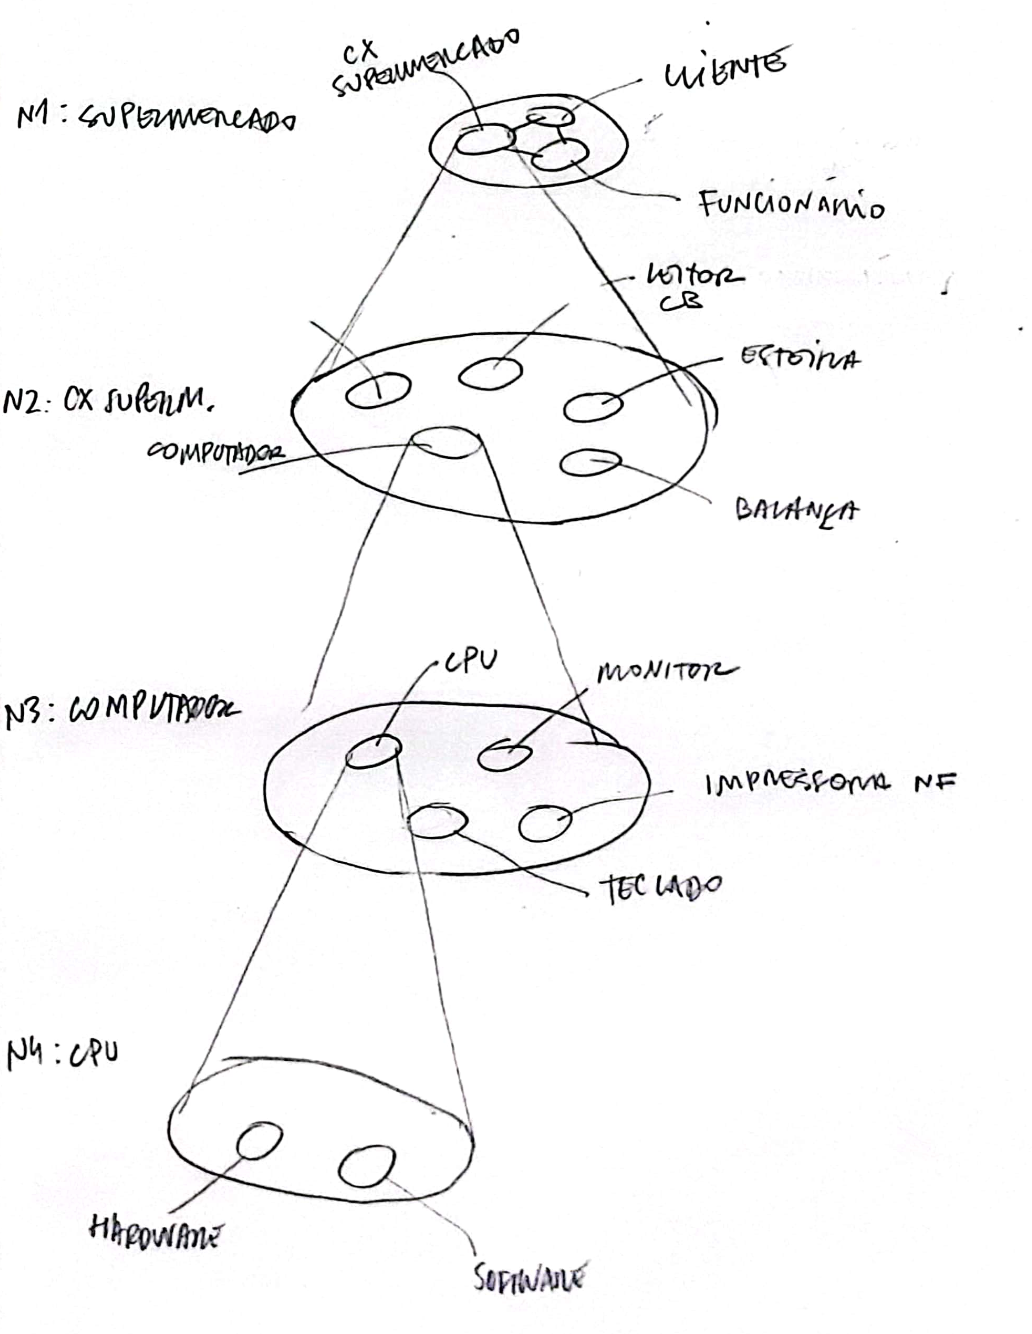 CX
SUPERMERCADO
CLIENTE
N1: SUPERMERCADO
FUNCIONÁRIO
LEITOR
CB
ESTEIRA
N2: CX SUPERM.
COMPUTADOR
BALANÇA
CPU
MONITOR
N3: COMPUTADOR
IMPRESSORA NF
TECLADO
N4: CPU
HARDWARE
SOFTWARE